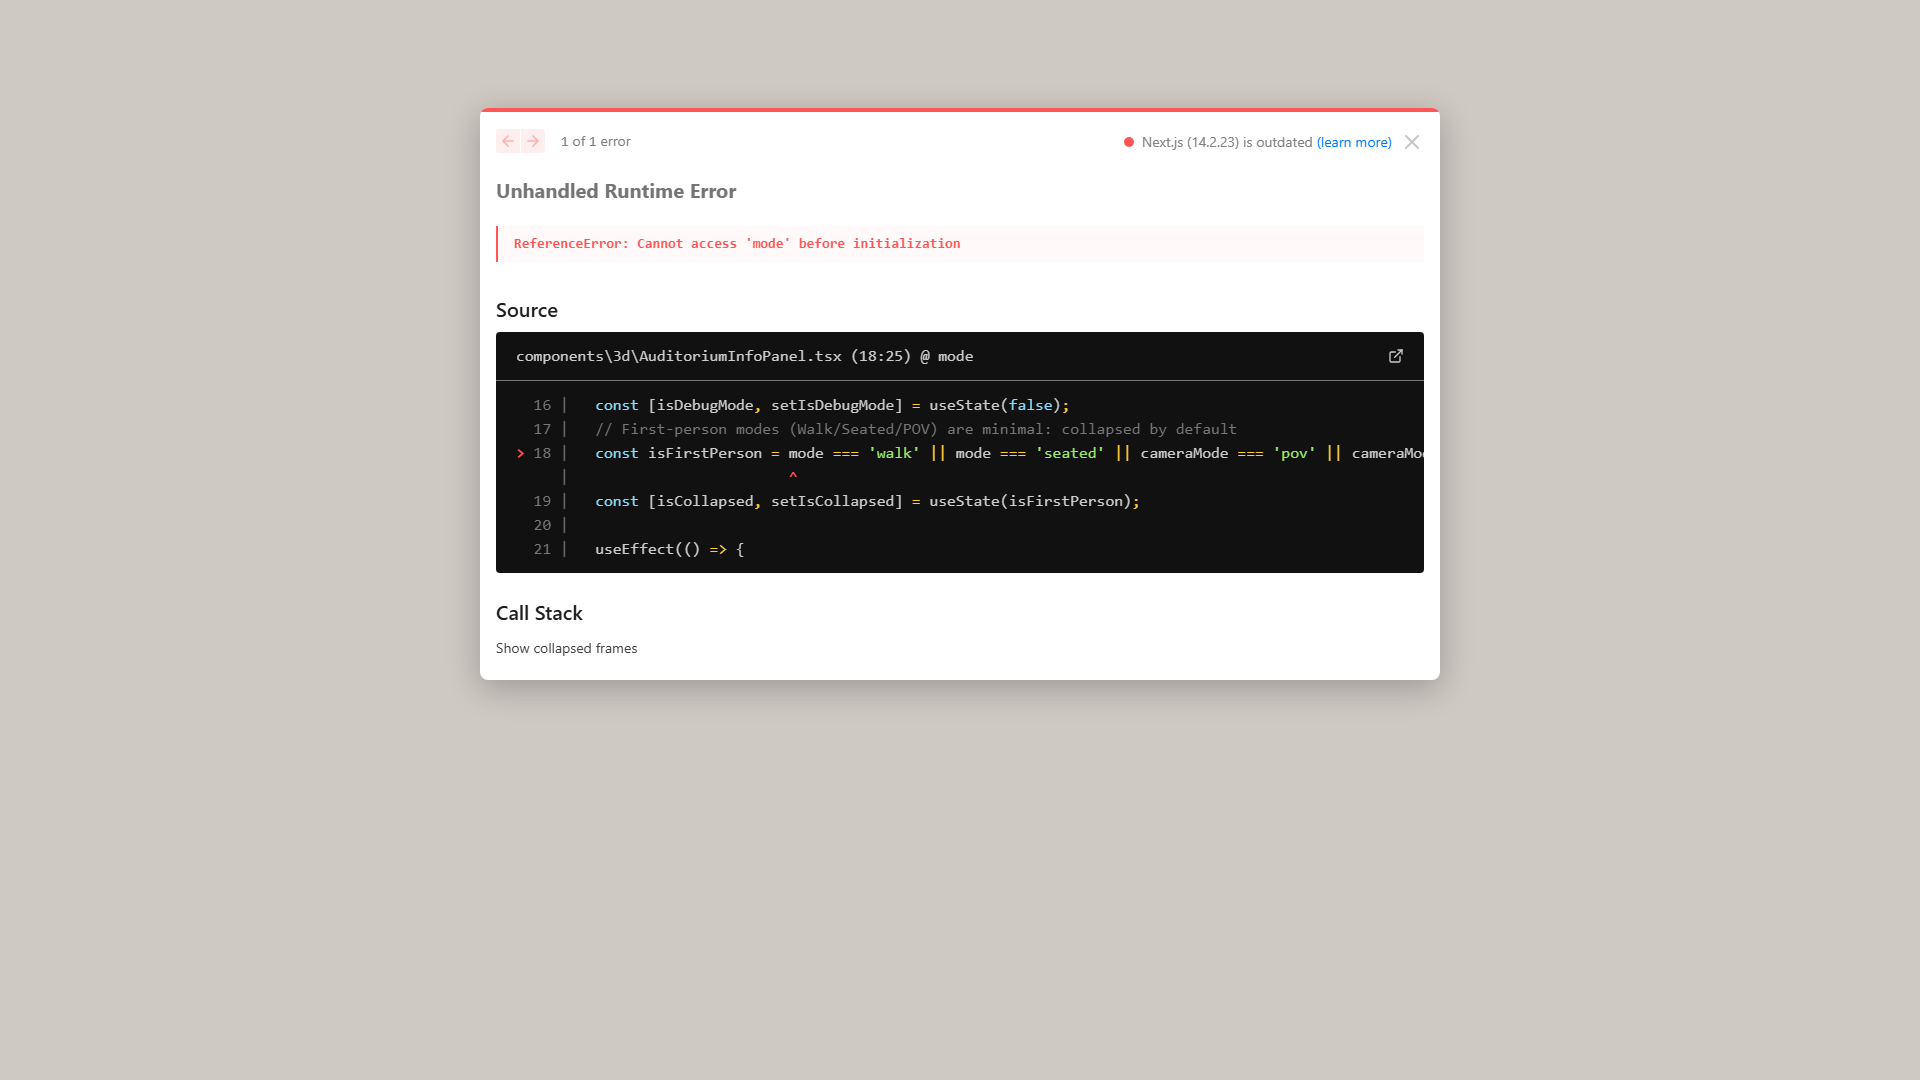 1 of 1 error
Next.js (14.2.23) is outdated (learn more)
Unhandled Runtime Error
ReferenceError: Cannot access 'mode' before initialization
Source
components\3d\AuditoriumInfoPanel.tsx (18:25) @ mode
16 |   const [isDebugMode, setIsDebugMode] = useState(false);
17 |   // First-person modes (Walk/Seated/POV) are minimal: collapsed by default
> 18 |   const isFirstPerson = mode === 'walk' || mode === 'seated' || cameraMode === 'pov' || cameraMo
|                         ^
19 |   const [isCollapsed, setIsCollapsed] = useState(isFirstPerson);
20 |
21 |   useEffect(() => {
Call Stack
Show collapsed frames